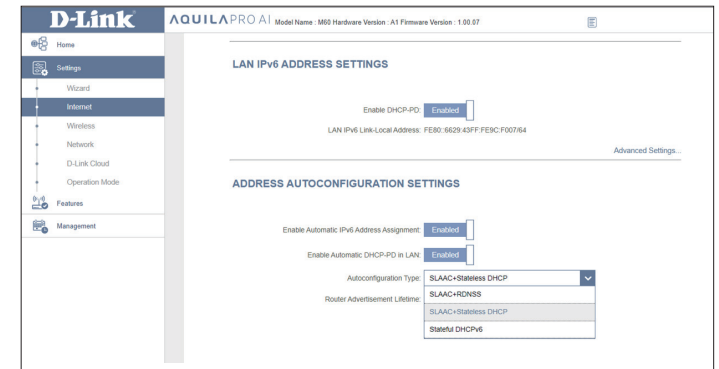 D-Link
AQUILA PRO AI Model Name : M60 Hardware Version : A1 Firmware Version : 1.00.07
Home
Settings
Wizard
Internet
Wireless
Network
D-Link Cloud
Operation Mode
Features
Management
LAN IPv6 ADDRESS SETTINGS
Enable DHCP-PD: Enabled
LAN IPv6 Link-Local Address: FE80::6629:43FF:FE9C:F007/64
Advanced Settings...
ADDRESS AUTOCONFIGURATION SETTINGS
Enable Automatic IPv6 Address Assignment: Enabled
Enable Automatic DHCP-PD in LAN: Enabled
Autoconfiguration Type: SLAAC+Stateless DHCP
SLAAC+RDNSS
Router Advertisement Lifetime:
SLAAC+Stateless DHCP
Stateful DHCPv6